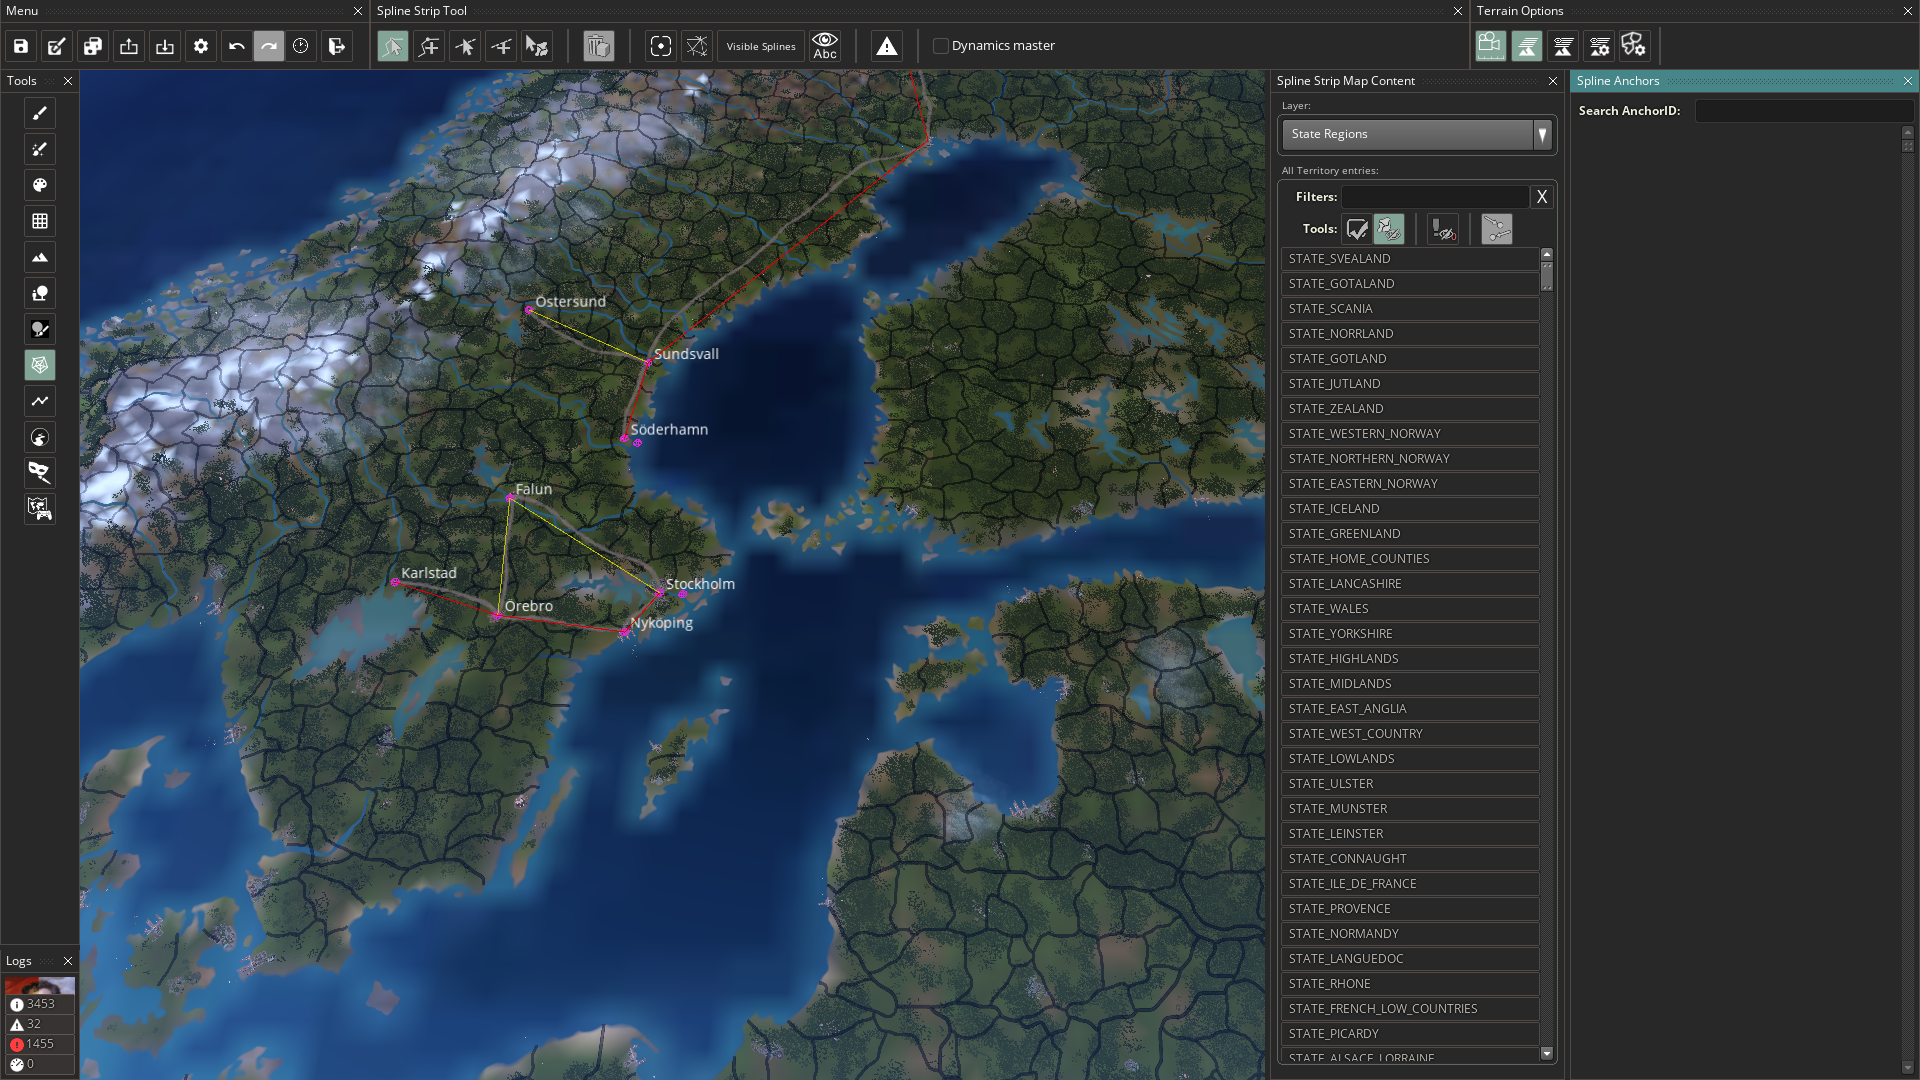 Menu
Spline Strip Tool
Terrain Options
Visible Splines
Abc
Dynamics master
Tools
Spline Strip Map Content
Spline Anchors
Layer:
State Regions
Search AnchorID:
All Territory entries:
Filters:
X
Tools:
STATE_SVEALAND
STATE_GOTALAND
STATE_SCANIA
STATE_NORRLAND
STATE_GOTLAND
STATE_JUTLAND
STATE_ZEALAND
STATE_WESTERN_NORWAY
STATE_NORTHERN_NORWAY
STATE_EASTERN_NORWAY
STATE_ICELAND
STATE_GREENLAND
STATE_HOME_COUNTIES
STATE_LANCASHIRE
STATE_WALES
STATE_YORKSHIRE
STATE_HIGHLANDS
STATE_MIDLANDS
STATE_EAST_ANGLIA
STATE_WEST_COUNTRY
STATE_LOWLANDS
STATE_ULSTER
STATE_MUNSTER
STATE_LEINSTER
STATE_CONNAUGHT
STATE_ILE_DE_FRANCE
STATE_PROVENCE
STATE_NORMANDY
STATE_LANGUEDOC
STATE_RHONE
STATE_FRENCH_LOW_COUNTRIES
STATE_PICARDY
STATE_ALSACE_LORRAINE
Östersund
Sundsvall
Söderhamn
Falun
Karlstad
Stockholm
Örebro
Nyköping
Logs
3453
32
1455
0